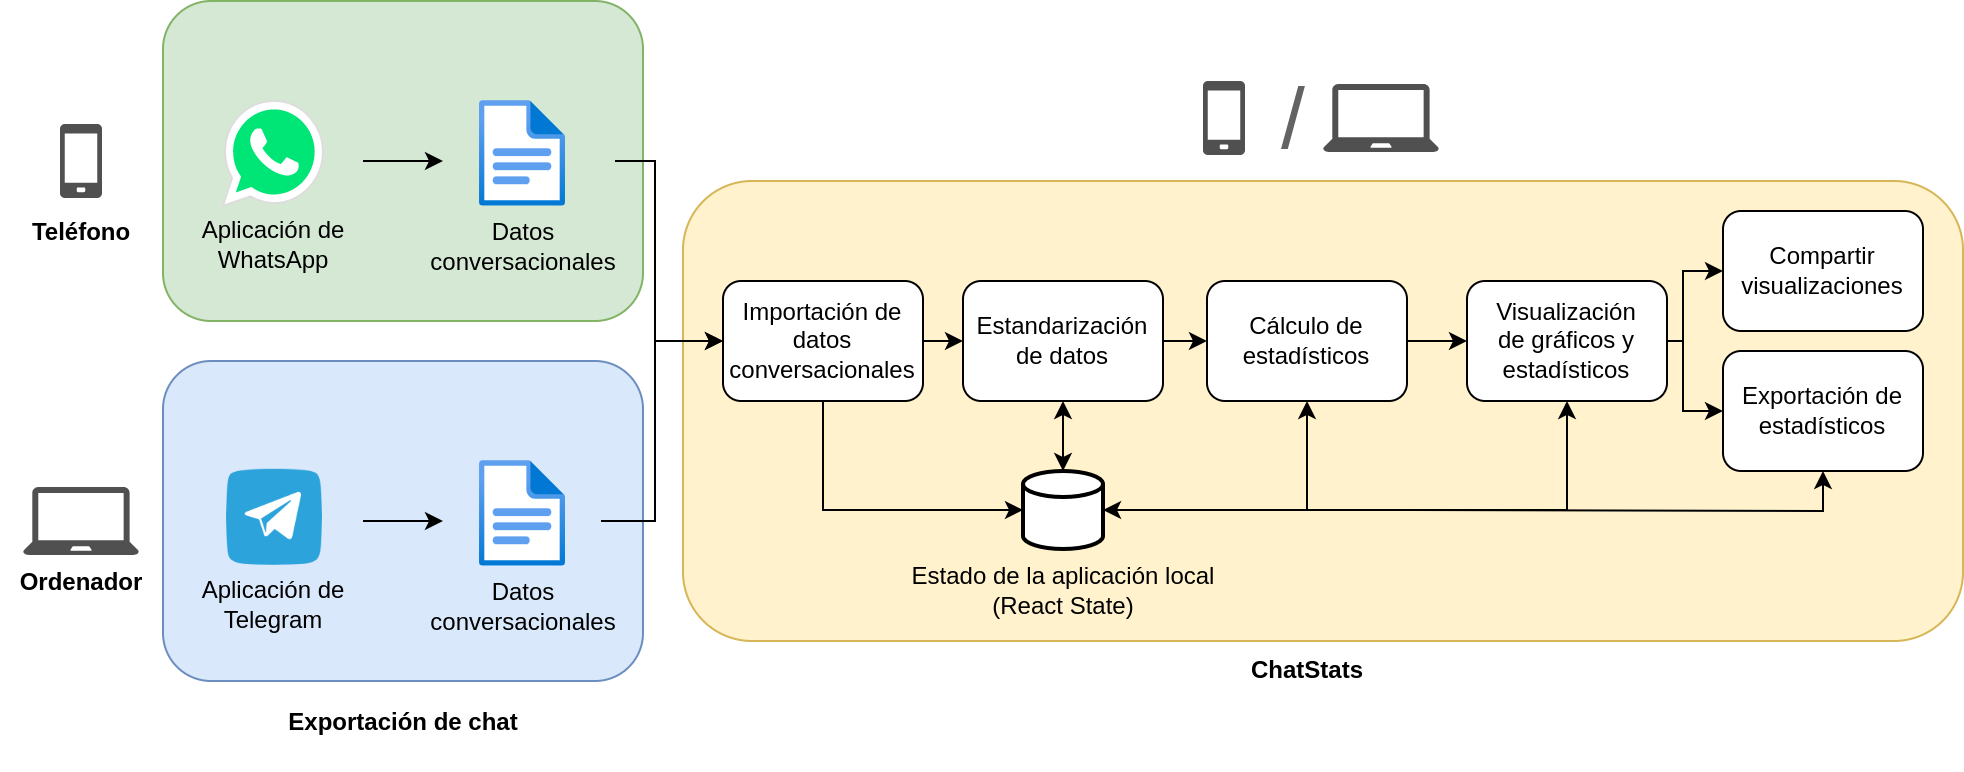 Teléfono
Aplicación de
WhatsApp
Datos
conversacionales
Ordenador
Aplicación de
Telegram
Datos
conversacionales
Exportación de chat
/
Importación de
datos
conversacionales
Estandarización
de datos
Cálculo de
estadísticos
Visualización
de gráficos y
estadísticos
Compartir
visualizaciones
Exportación de
estadísticos
Estado de la aplicación local
(React State)
ChatStats